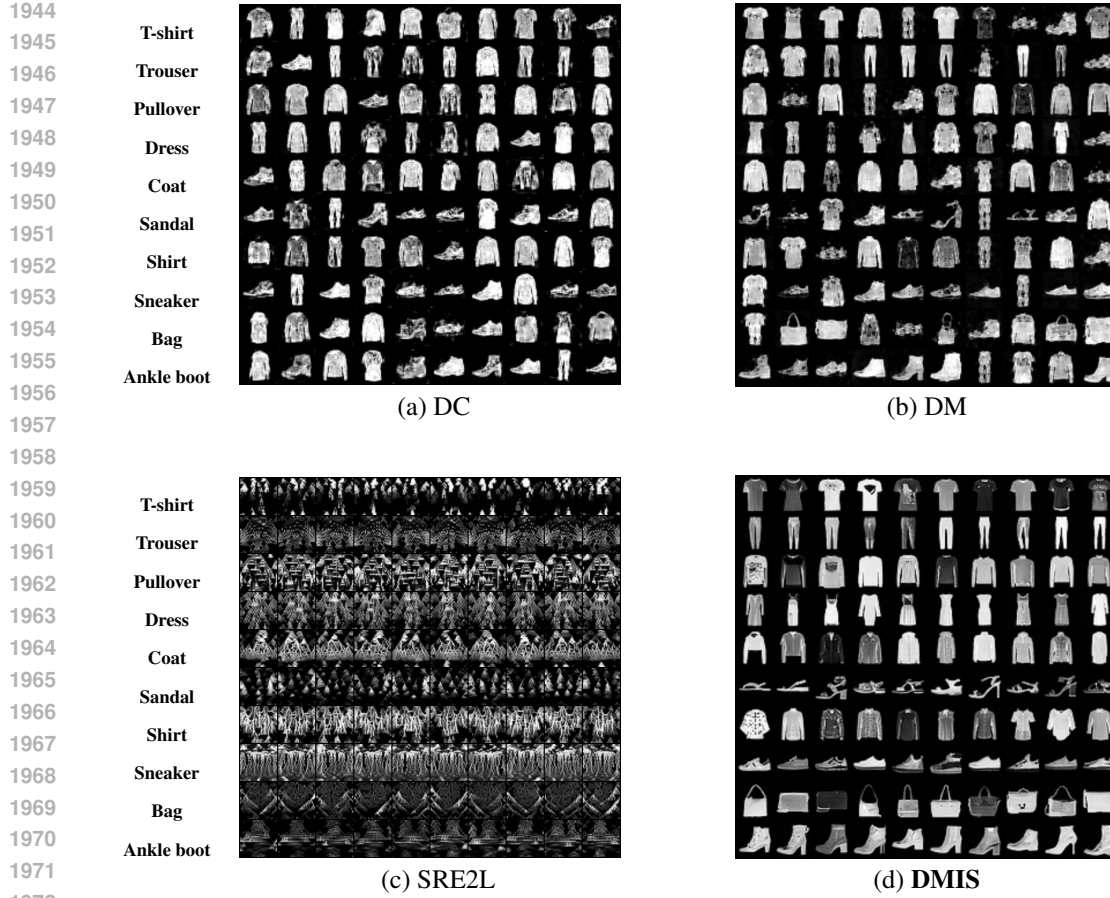 1944
1945
1946
1947
1948
1949
1950
1951
1952
1953
1954
1955
1956
1957
1958
1959
1960
1961
1962
1963
1964
1965
1966
1967
1968
1969
1970
1971
T-shirt
Trouser
Pullover
Dress
Coat
Sandal
Shirt
Sneaker
Bag
Ankle boot
(a) DC
(b) DM
T-shirt
Trouser
Pullover
Dress
Coat
Sandal
Shirt
Sneaker
Bag
Ankle boot
(c) SRE2L
(d) DMIS